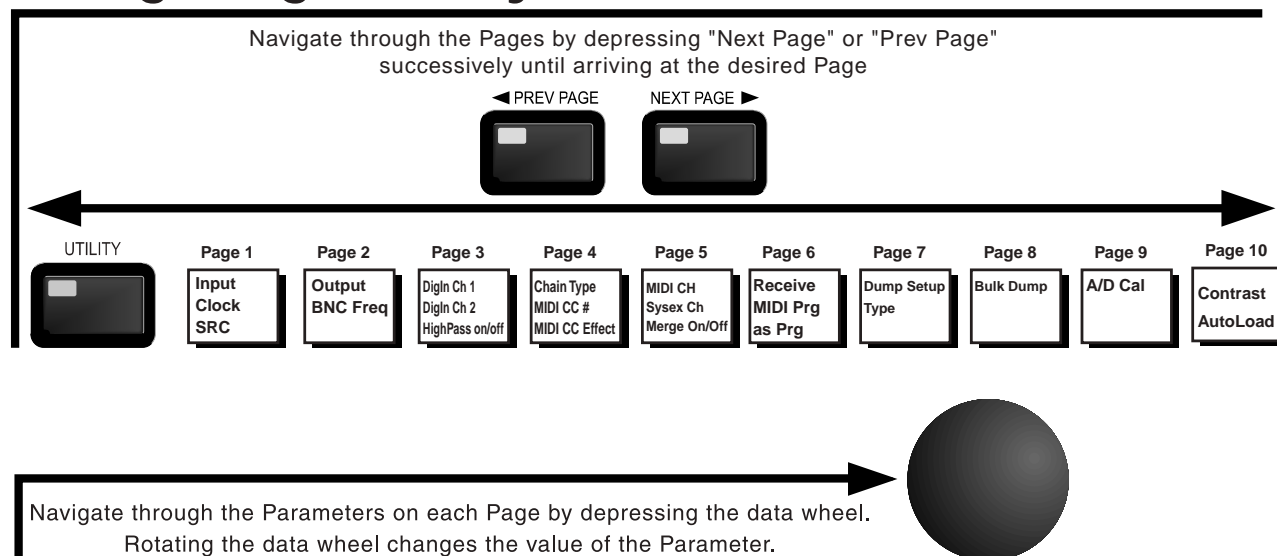 Navigate through the Pages by depressing "Next Page" or "Prev Page"
successively until arriving at the desired Page
◄ PREV PAGE
NEXT PAGE ►
UTILITY
Page 1
Input
Clock
SRC
Page 2
Output
BNC Freq
Page 3
DigIn Ch 1
DigIn Ch 2
HighPass on/off
Page 4
Chain Type
MIDI CC #
MIDI CC Effect
Page 5
MIDI CH
Sysex Ch
Merge On/Off
Page 6
Receive
MIDI Prg
as Prg
Page 7
Dump Setup
Type
Page 8
Bulk Dump
Page 9
A/D Cal
Page 10
Contrast
AutoLoad
Navigate through the Parameters on each Page by depressing the data wheel.
Rotating the data wheel changes the value of the Parameter.